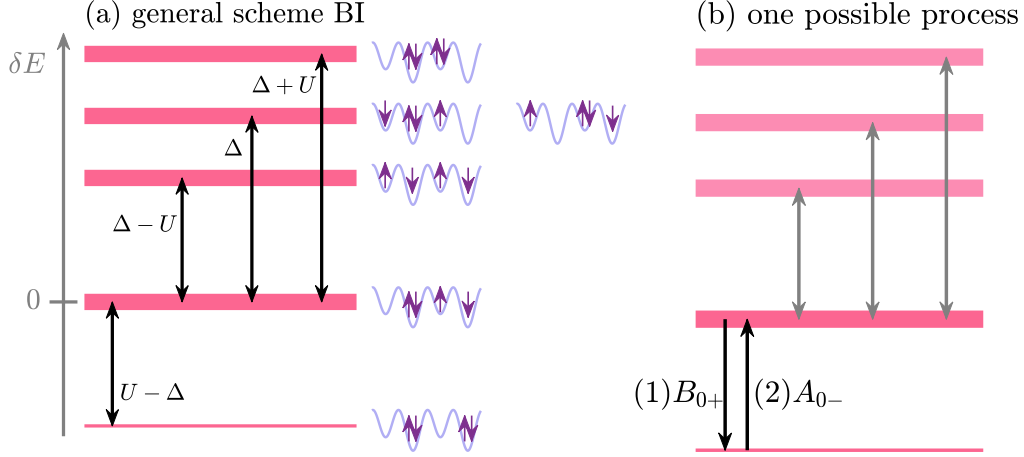 (a) general scheme BI
(b) one possible process
δE
Δ + U
Δ
Δ − U
0
U − Δ
(1)B₀₊
(2)A₀₋